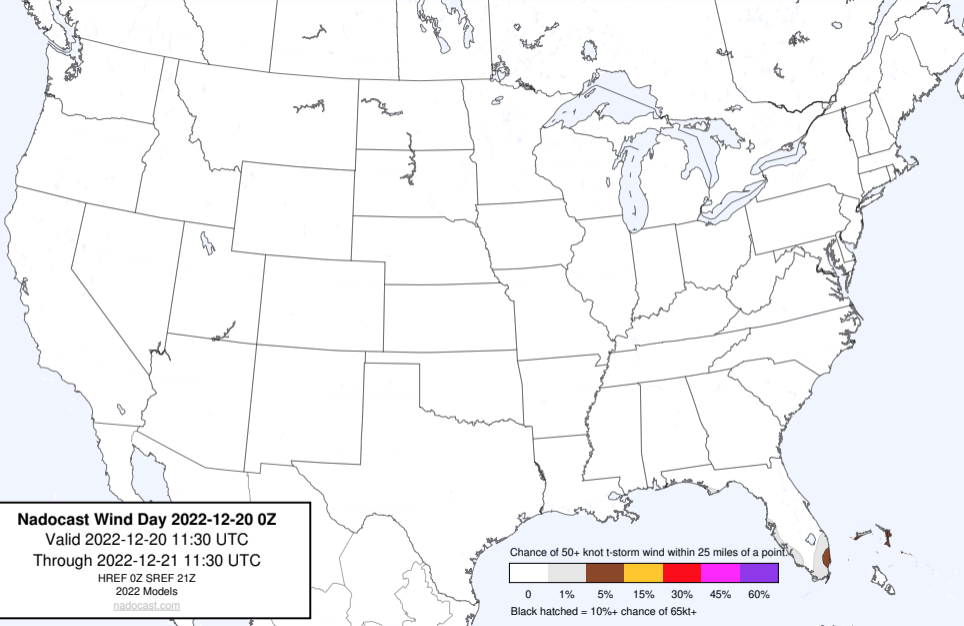 Nadocast Wind Day 2022-12-20 0Z
Valid 2022-12-20 11:30 UTC
Through 2022-12-21 11:30 UTC
HREF 0Z SREF 21Z
2022 Models
nadocast.com
Chance of 50+ knot t-storm wind within 25 miles of a point.
0 1% 5% 15% 30% 45% 60%
Black hatched = 10%+ chance of 65kt+